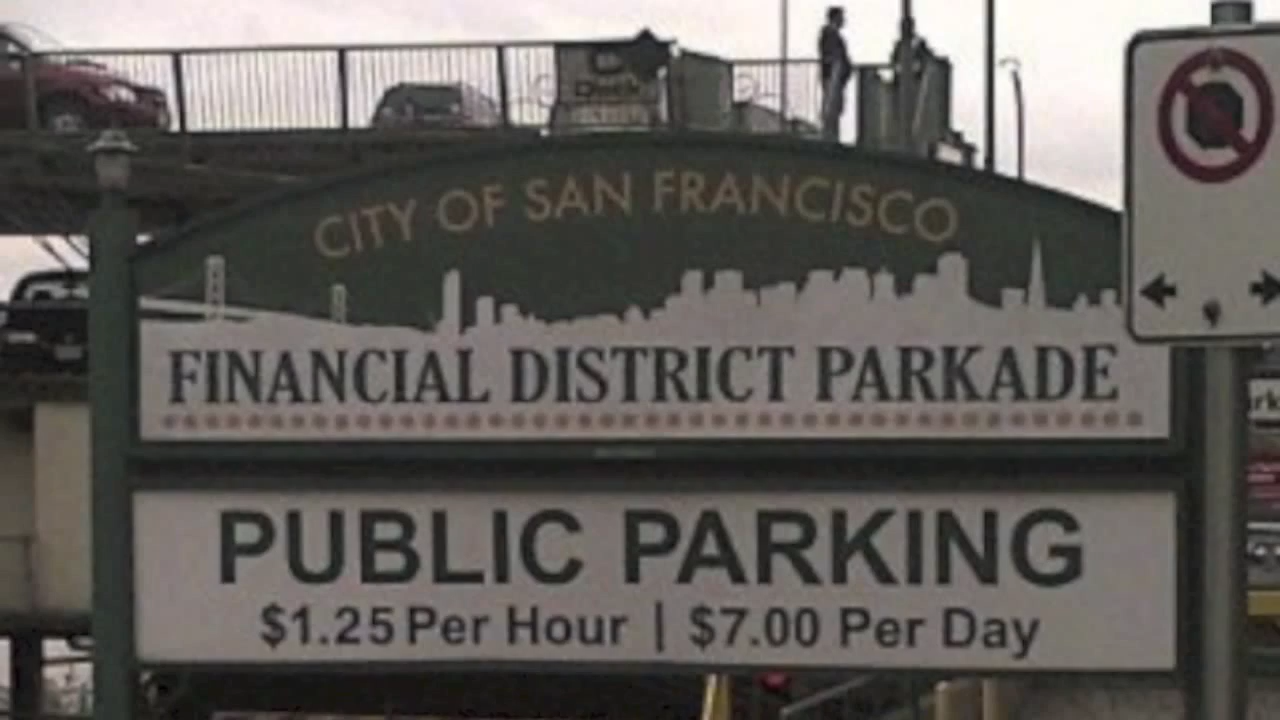 CITY OF SAN FRANCISCO
FINANCIAL DISTRICT PARKADE
PUBLIC PARKING
$1.25 Per Hour | $7.00 Per Day